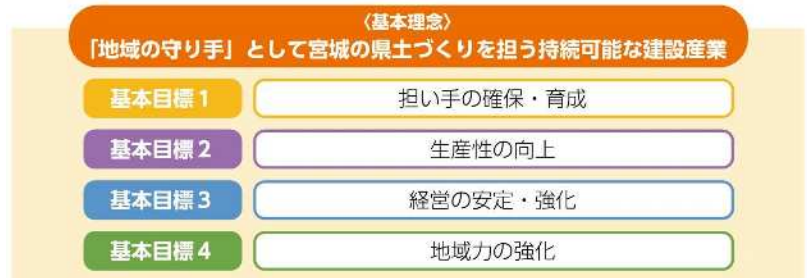 〈基本理念〉
「地域の守り手」として宮城の県土づくりを担う持続可能な建設産業
基本目標1 担い手の確保・育成
基本目標2 生産性の向上
基本目標3 経営の安定・強化
基本目標4 地域力の強化